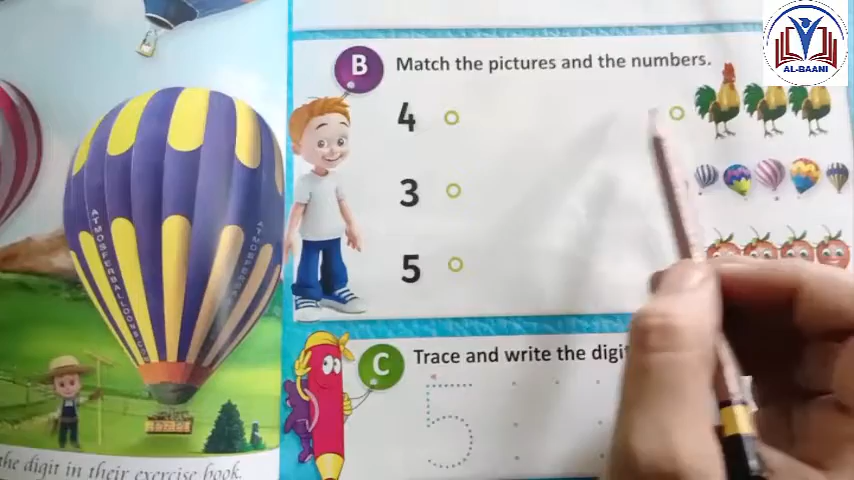 AL-BAANI
B
Match the pictures and the numbers.
4
3
5
C
Trace and write the digit
5
ATMOSFERBALLOONS
the digit in their exercise book.